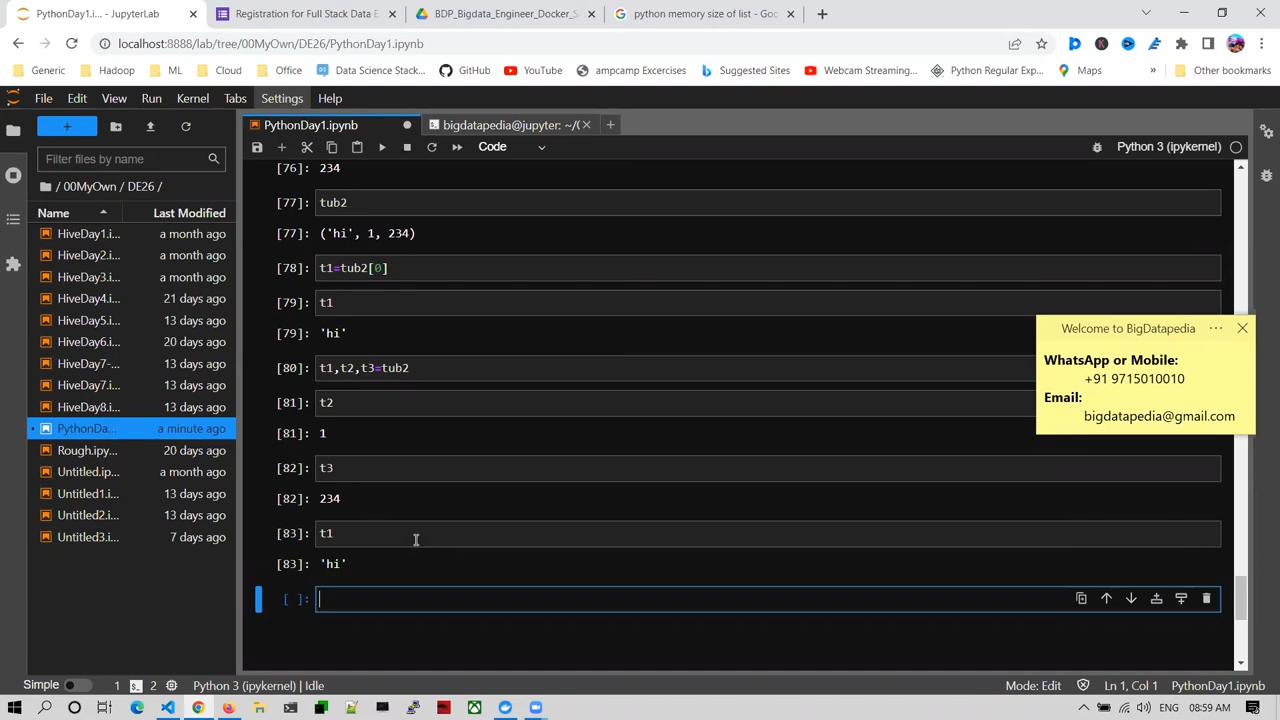 PythonDay1.i... - JupyterLab
Registration for Full Stack Data E
BDP_Bigdata_Engineer_Docker_S
python memory size of list - Goo
localhost:8888/lab/tree/00MyOwn/DE26/PythonDay1.ipynb
Generic Hadoop ML Cloud Office Data Science Stack... GitHub YouTube ampcamp Excercises Suggested Sites Webcam Streaming... Python Regular Exp... Maps » Other bookmarks
File Edit View Run Kernel Tabs Settings Help
PythonDay1.ipynb
bigdatapedia@jupyter: ~/(
Code
Python 3 (ipykernel)
Filter files by name
/ 00MyOwn / DE26 /
Name Last Modified
HiveDay1.i... a month ago
HiveDay2.i... a month ago
HiveDay3.i... a month ago
HiveDay4.i... 21 days ago
HiveDay5.i... 13 days ago
HiveDay6.i... 20 days ago
HiveDay7-... 13 days ago
HiveDay7.i... 13 days ago
HiveDay8.i... 13 days ago
PythonDa... a minute ago
Rough.ipy... 20 days ago
Untitled.ip... a month ago
Untitled1.i... 13 days ago
Untitled2.i... 13 days ago
Untitled3.i... 7 days ago
[76]: 234
[77]: tub2
[77]: ('hi', 1, 234)
[78]: t1=tub2[0]
[79]: t1
[79]: 'hi'
[80]: t1,t2,t3=tub2
[81]: t2
[81]: 1
[82]: t3
[82]: 234
[83]: t1
[83]: 'hi'
[ ]:
Welcome to BigDatapedia
WhatsApp or Mobile:
+91 9715010010
Email:
bigdatapedia@gmail.com
Simple 1 2 Python 3 (ipykernel) | Idle Mode: Edit Ln 1, Col 1 PythonDay1.ipynb
ENG 08:59 AM